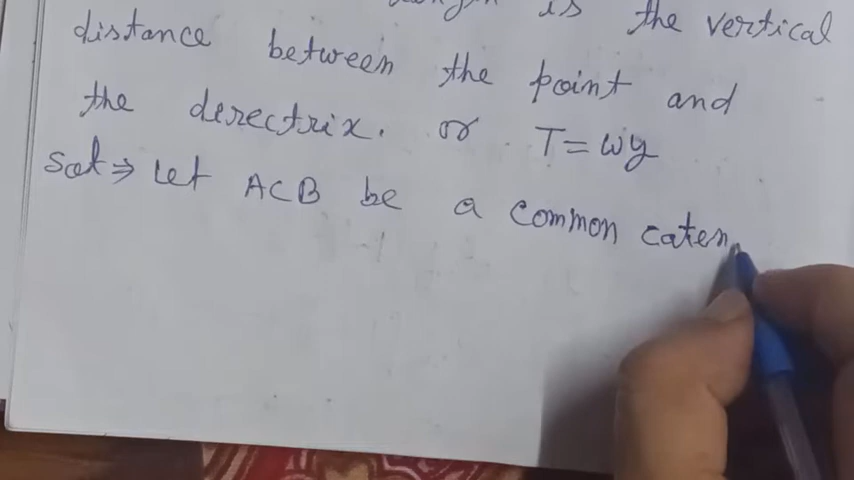 is the vertical
distance between the point and
the derectrix. or T = wy
Sol ⇒ Let ACB be a common caten